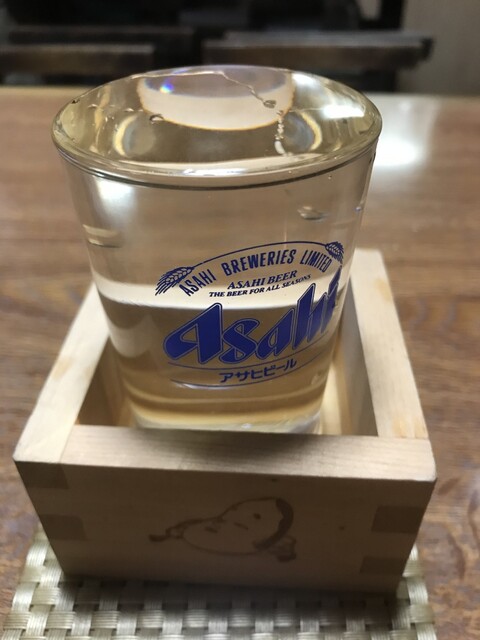 ASAHI BREWERIES LIMITED
ASAHI BEER
THE BEER FOR ALL SEASONS
Asahi
アサヒビール